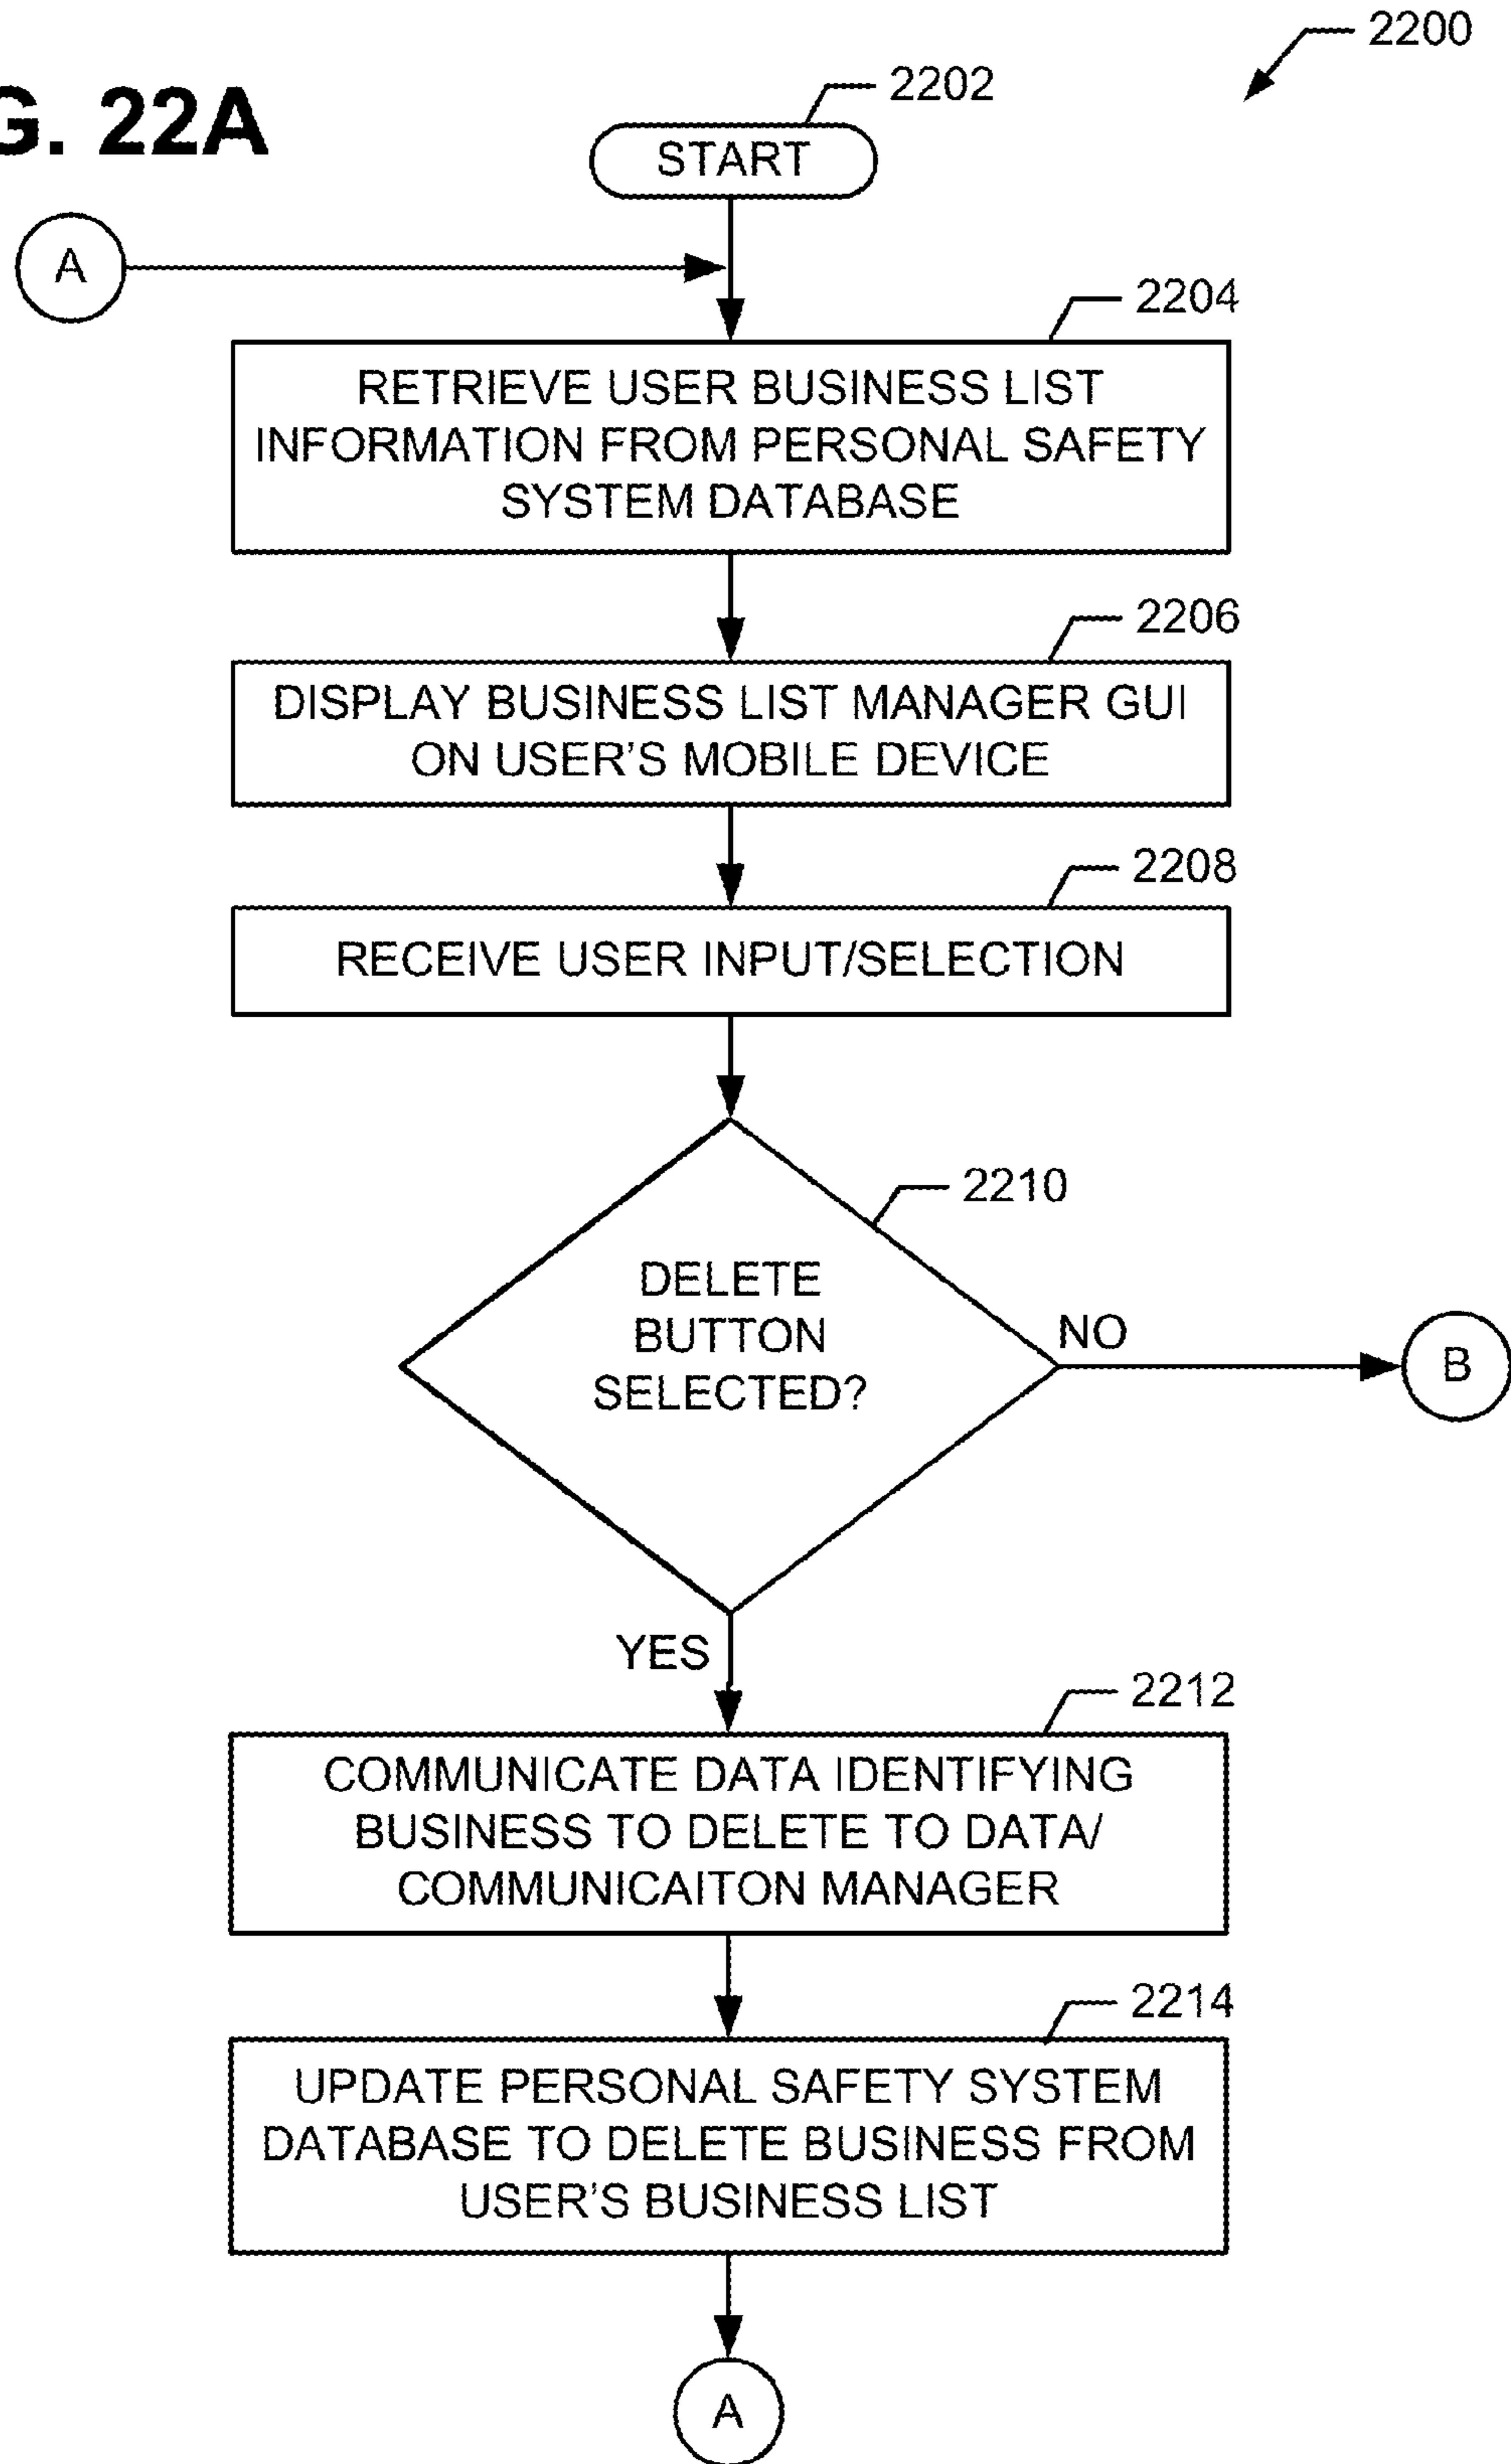 2200
G. 22A
2202
START
A
2204
RETRIEVE USER BUSINESS LIST
INFORMATION FROM PERSONAL SAFETY
SYSTEM DATABASE
2206
DISPLAY BUSINESS LIST MANAGER GUI
ON USER'S MOBILE DEVICE
2208
RECEIVE USER INPUT/SELECTION
2210
DELETE
BUTTON
SELECTED?
NO
B
YES
2212
COMMUNICATE DATA IDENTIFYING
BUSINESS TO DELETE TO DATA/
COMMUNICAITON MANAGER
2214
UPDATE PERSONAL SAFETY SYSTEM
DATABASE TO DELETE BUSINESS FROM
USER'S BUSINESS LIST
A